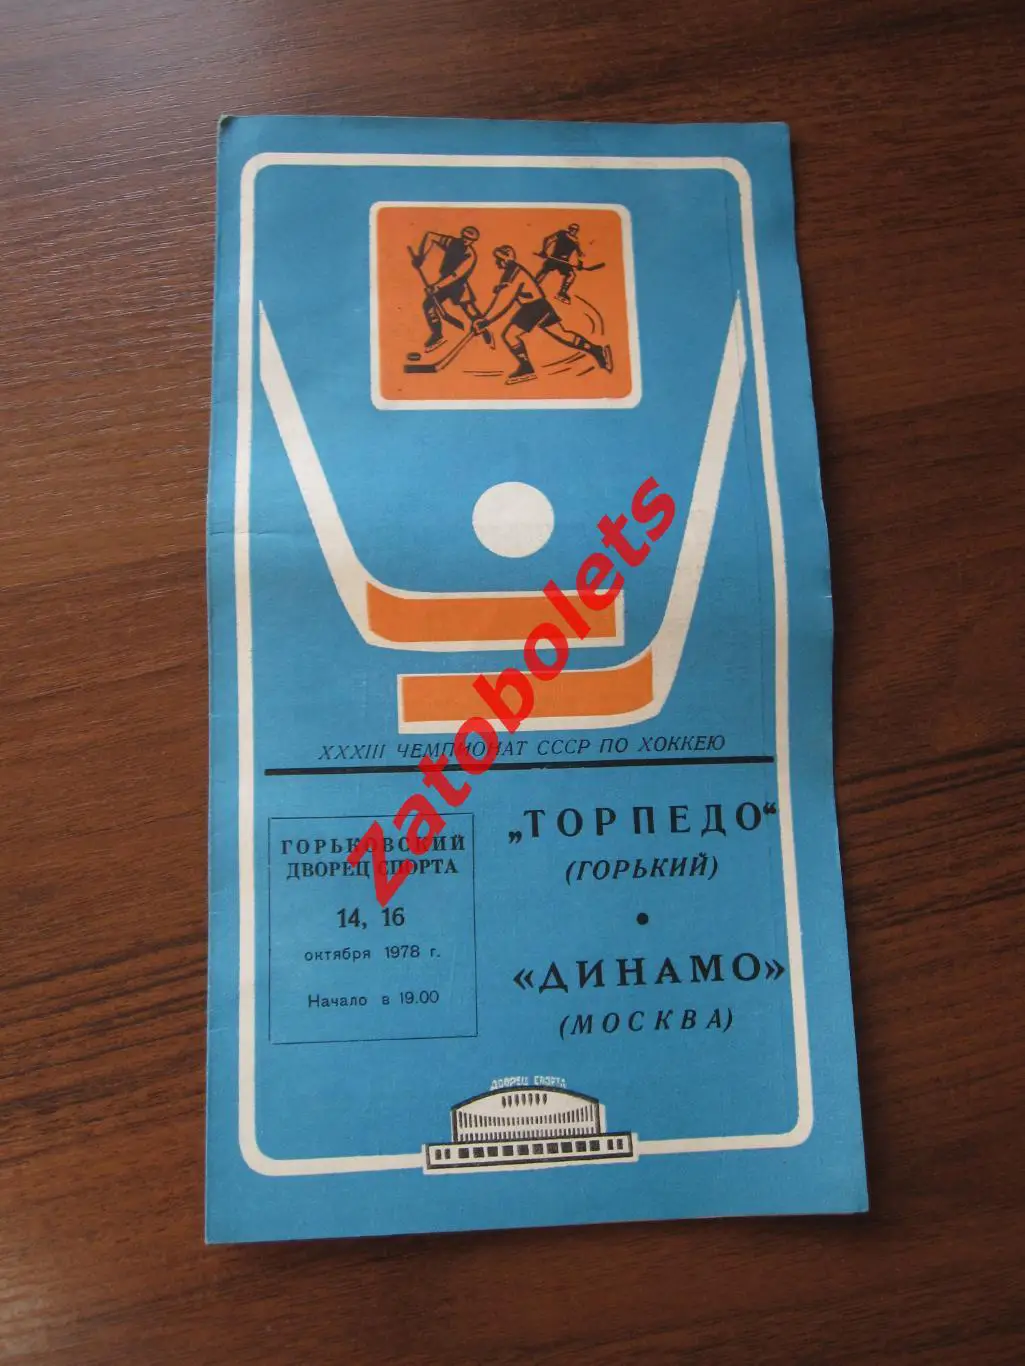 XXXIII ЧЕМПИОНАТ СССР ПО ХОККЕЮ
ГОРЬКОВСКИЙ
ДВОРЕЦ СПОРТА
14, 16
октября 1978 г.
Начало в 19.00
„ТОРПЕДО“
(ГОРЬКИЙ)
•
«ДИНАМО»
(МОСКВА)
ДВОРЕЦ СПОРТА
Zatobolets